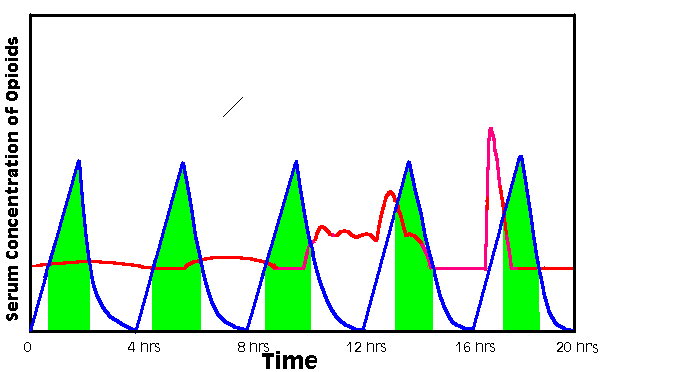 Serum Concentration of Opioids
0 4 hrs 8 hrs 12 hrs 16 hrs 20 hrs
Time